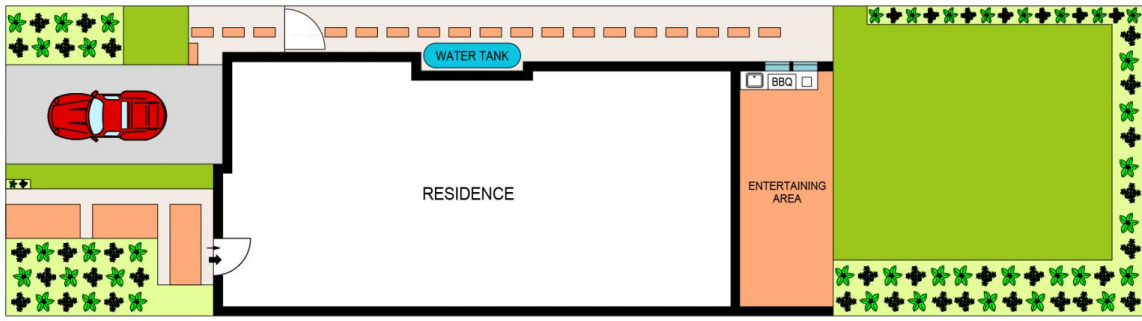 WATER TANK
BBQ
RESIDENCE
ENTERTAINING
AREA